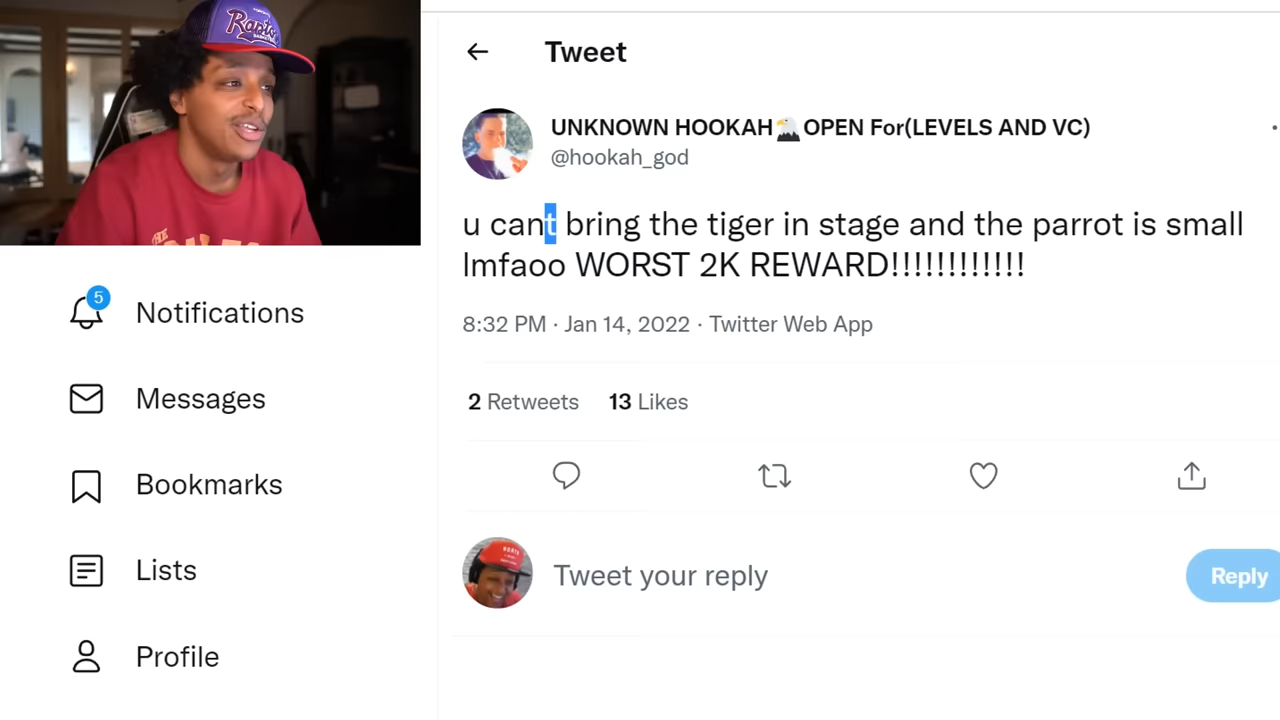 Raptors
THE
Tweet
UNKNOWN HOOKAH🦅OPEN For(LEVELS AND VC)
@hookah_god
u cant bring the tiger in stage and the parrot is small
lmfaoo WORST 2K REWARD!!!!!!!!!!!!
8:32 PM · Jan 14, 2022 · Twitter Web App
2 Retweets 13 Likes
Tweet your reply
Reply
5
Notifications
Messages
Bookmarks
Lists
Profile